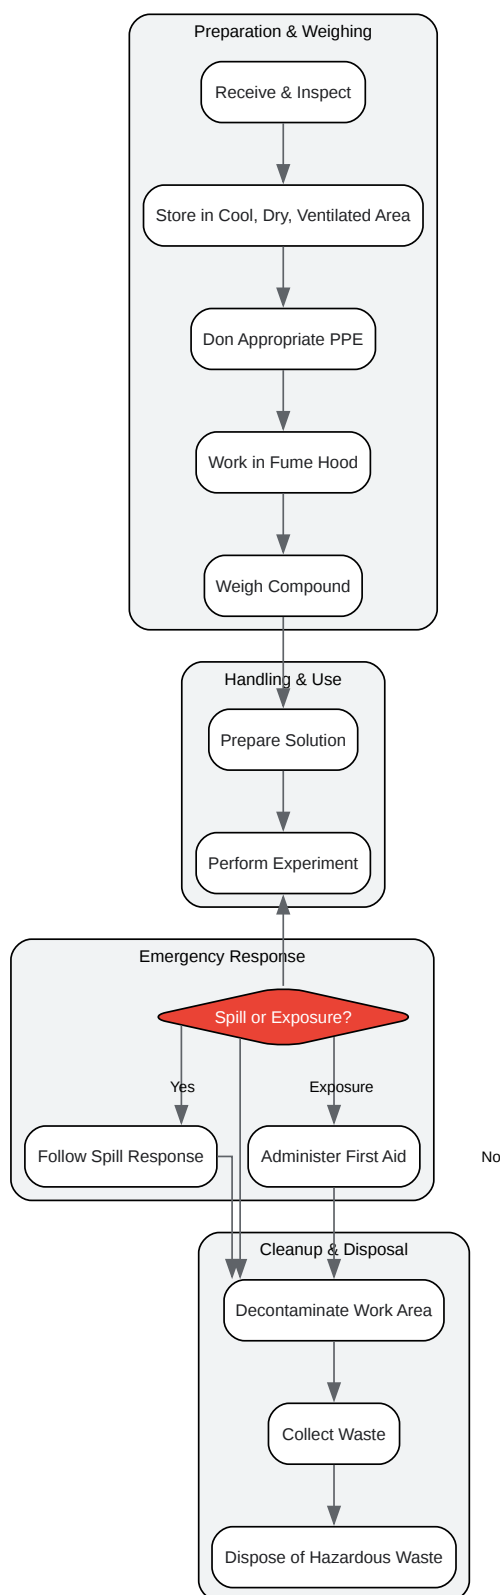 Preparation & Weighing
Receive & Inspect
Store in Cool, Dry, Ventilated Area
Don Appropriate PPE
Work in Fume Hood
Weigh Compound
Handling & Use
Prepare Solution
Perform Experiment
Emergency Response
Spill or Exposure?
Yes
Exposure
Follow Spill Response
Administer First Aid
No
Cleanup & Disposal
Decontaminate Work Area
Collect Waste
Dispose of Hazardous Waste